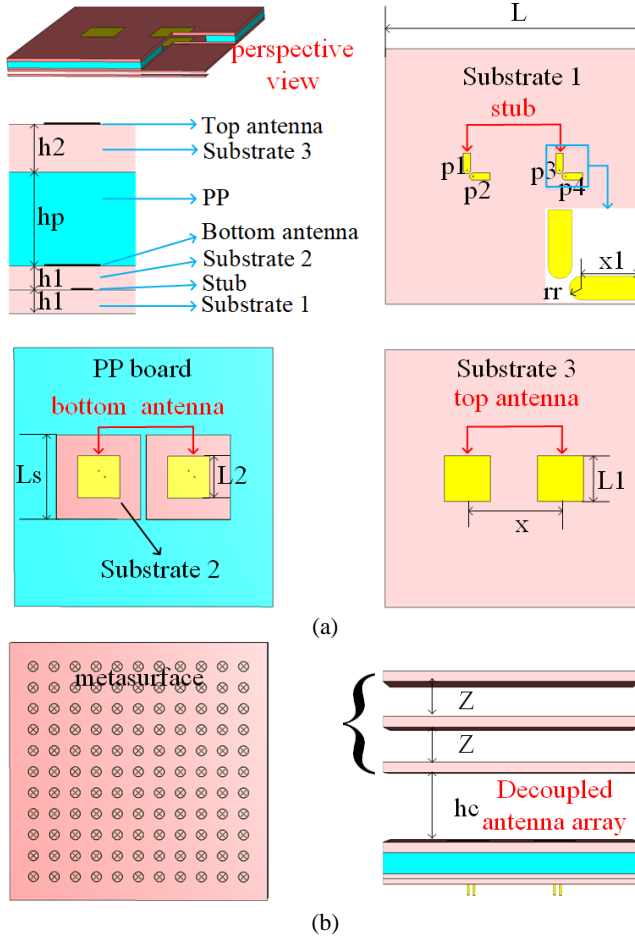 perspective
view
Top antenna
Substrate 3
h2
PP
hp
Bottom antenna
Substrate 2
h1
Stub
h1
Substrate 1
L
Substrate 1
stub
p1
p2
p3
p4
x1
rr
PP board
bottom antenna
Ls
L2
Substrate 2
Substrate 3
top antenna
L1
x
(a)
metasurface
Z
Z
hc
Decoupled
antenna array
(b)